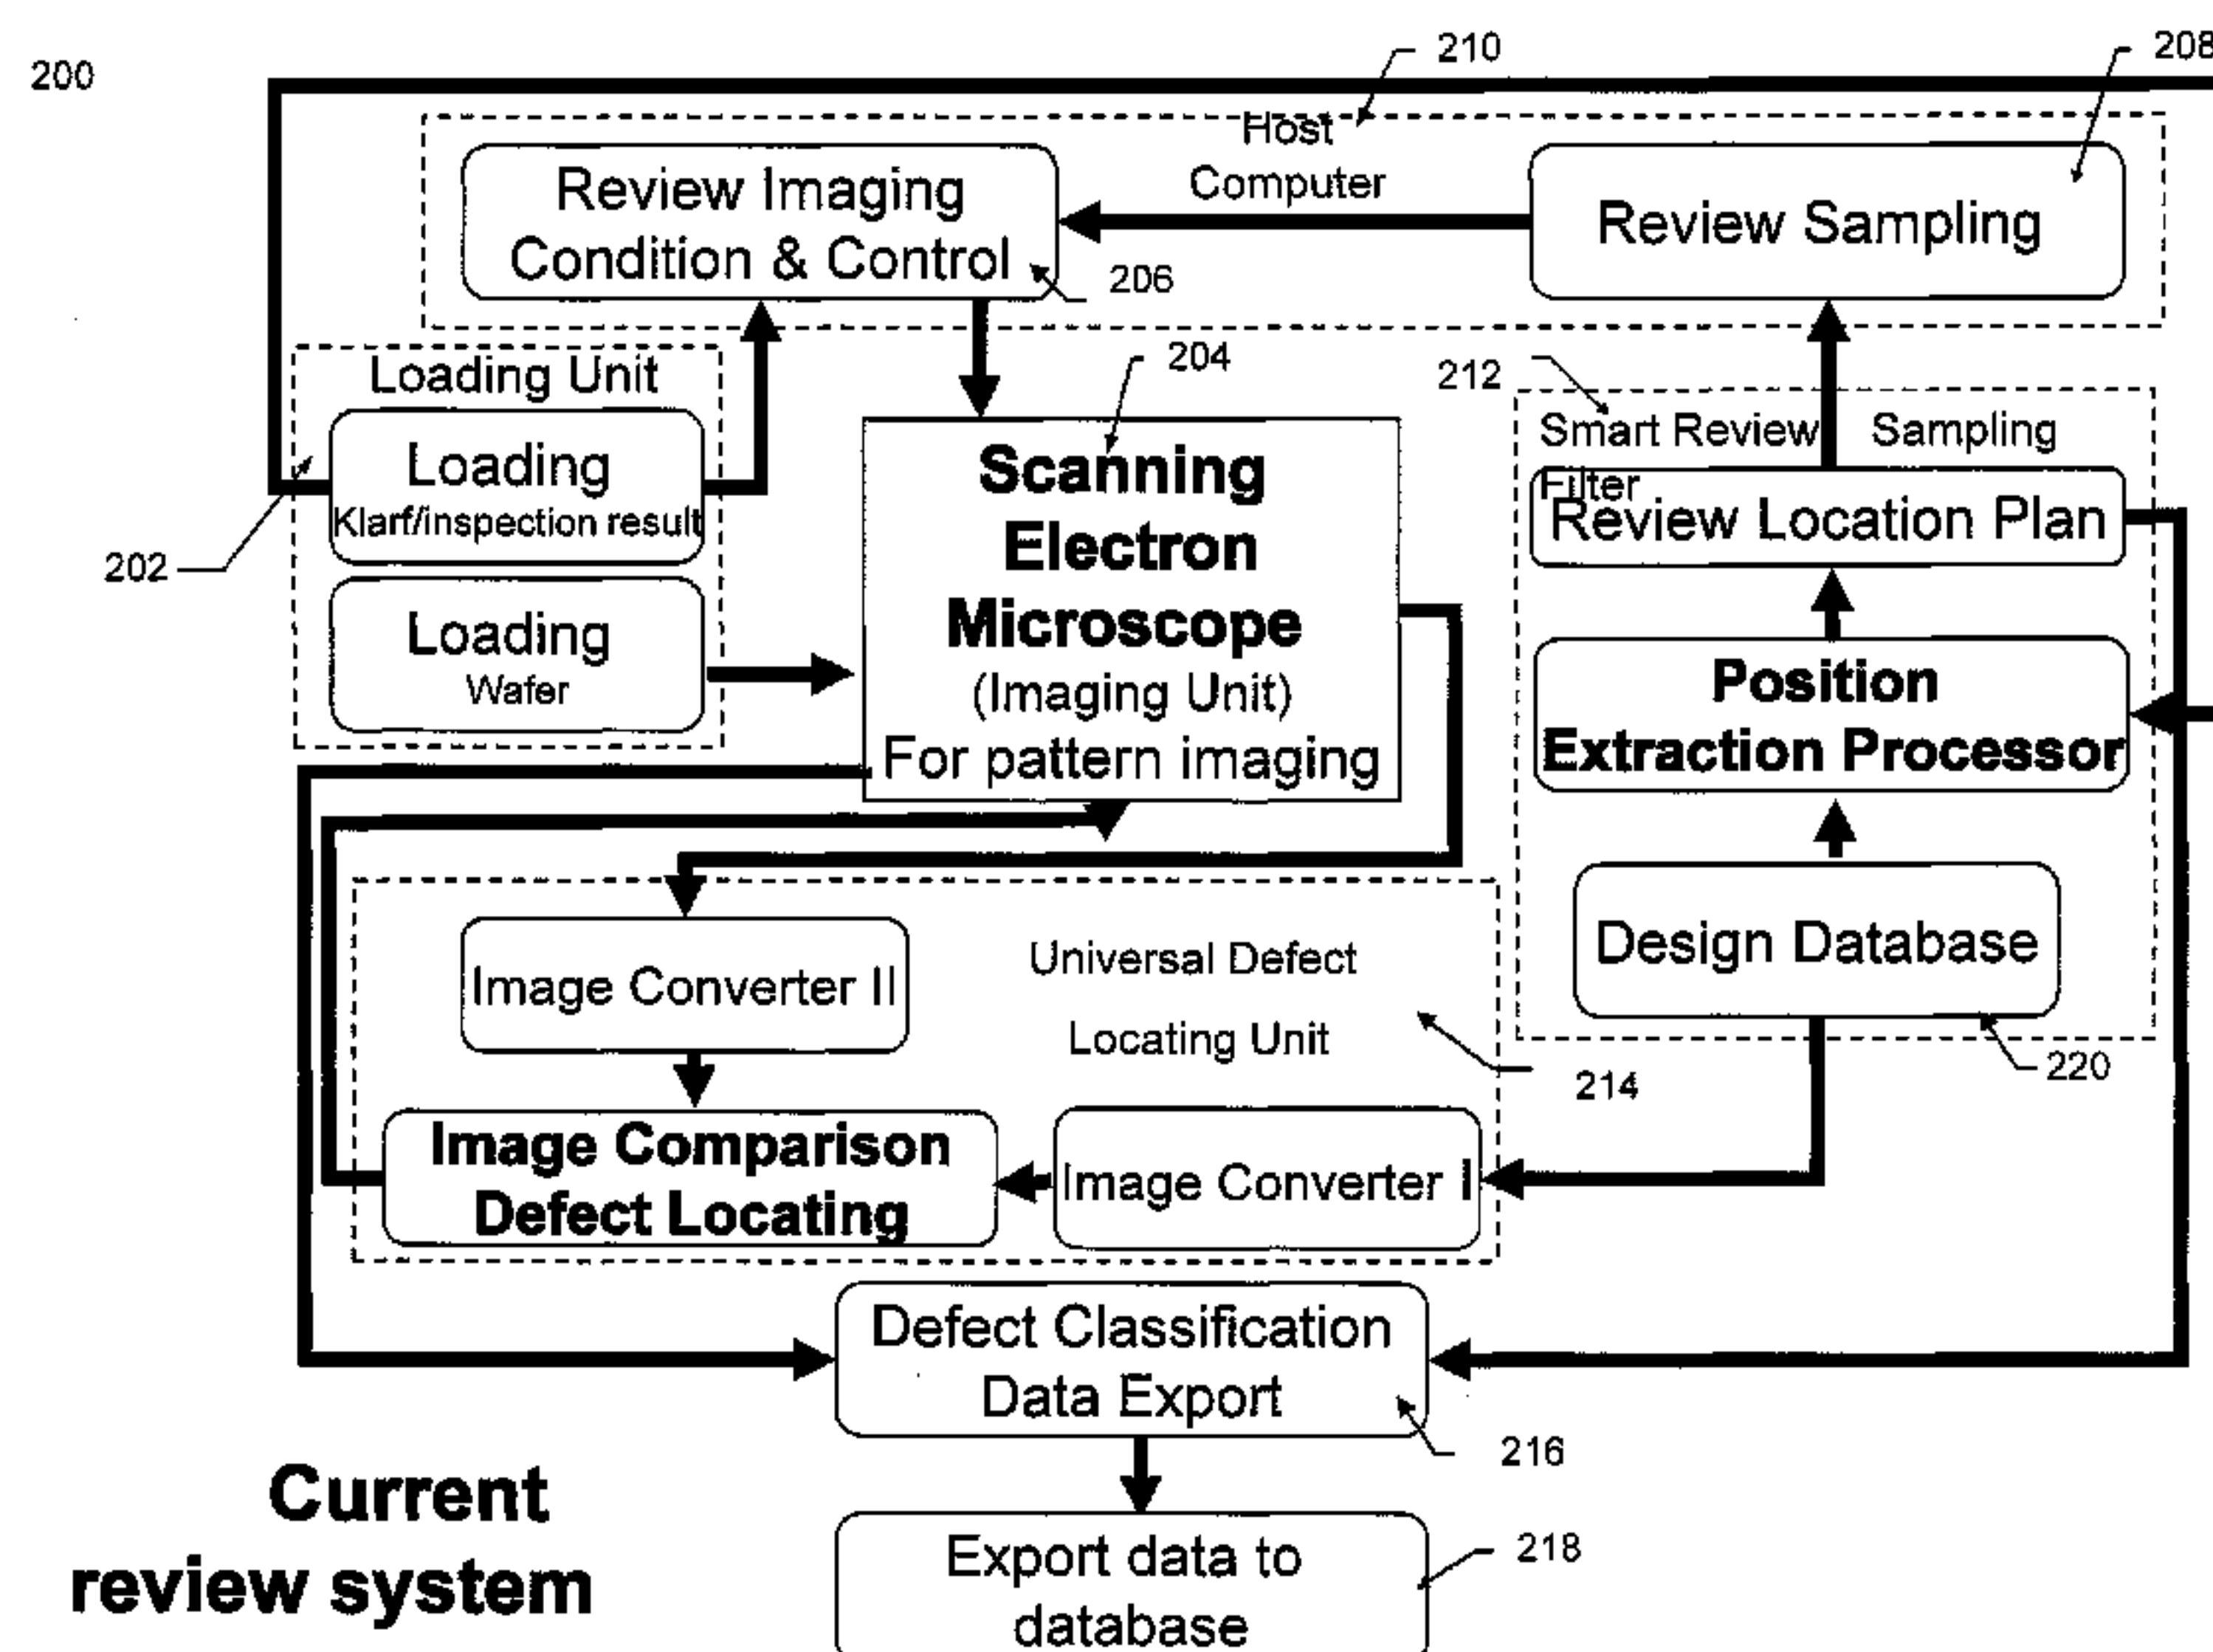 200
210
208
Host
Computer
Review Imaging
Condition & Control
206
Review Sampling
Loading Unit
Loading
Klarf/inspection result
202
Loading
Wafer
204
Scanning
Electron
Microscope
(Imaging Unit)
For pattern imaging
212
Smart Review Sampling
Filter
Review Location Plan
Position
Extraction Processor
Design Database
220
Image Converter II
Universal Defect
Locating Unit
214
Image Comparison
Defect Locating
Image Converter I
Defect Classification
Data Export
216
Export data to
database
218
Current
review system